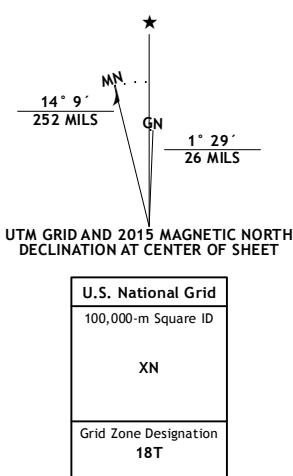 ★
MN
GN
14° 9´
252 MILS
1° 29´
26 MILS
UTM GRID AND 2015 MAGNETIC NORTH
DECLINATION AT CENTER OF SHEET
U.S. National Grid
100,000-m Square ID
XN
Grid Zone Designation
18T